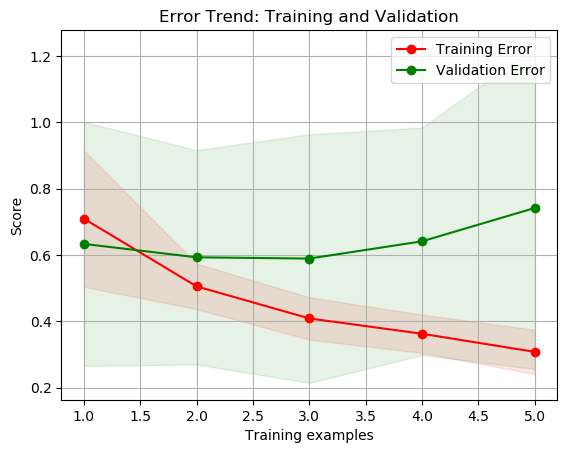 Error Trend: Training and Validation
Training Error
Validation Error
Score
1.2
1.0
0.8
0.6
0.4
0.2
1.0 1.5 2.0 2.5 3.0 3.5 4.0 4.5 5.0
Training examples